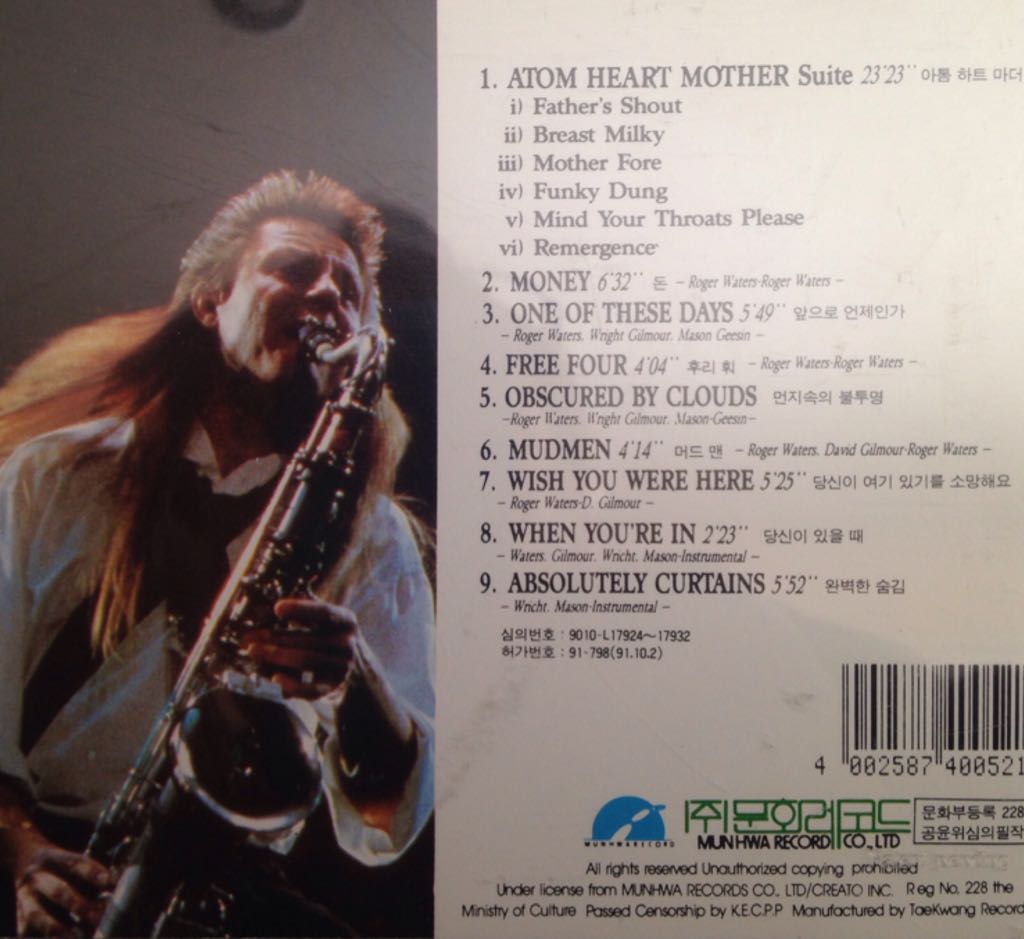 1. ATOM HEART MOTHER Suite 23'23'' 아톰 하트 마더
i) Father's Shout
ii) Breast Milky
iii) Mother Fore
iv) Funky Dung
v) Mind Your Throats Please
vi) Remergence
2. MONEY 6'32'' 돈 – Roger Waters-Roger Waters –
3. ONE OF THESE DAYS 5'49'' 앞으로 언제인가
– Roger Waters. Wright Gilmour. Mason Geesin –
4. FREE FOUR 4'04'' 후리 훠 – Roger Waters-Roger Waters –
5. OBSCURED BY CLOUDS 먼지속의 불투명
–Roger Waters. Wright Gilmour. Mason-Geesin–
6. MUDMEN 4'14'' 머드 맨 – Roger Waters. David Gilmour-Roger Waters –
7. WISH YOU WERE HERE 5'25'' 당신이 여기 있기를 소망해요
– Roger Waters-D. Gilmour –
8. WHEN YOU'RE IN 2'23'' 당신이 있을 때
– Waters. Gilmour. Wricht. Mason-Instrumental –
9. ABSOLUTELY CURTAINS 5'52'' 완벽한 숨김
– Wricht. Mason-Instrumental –
심의번호 : 9010-L17924~17932
허가번호 : 91-798(91.10.2)
4 002587 400521
MUNHWARECORD
(주)문화레코드
MUN HWA RECORD CO., LTD
문화부등록 228
공윤위심의필작
All rights reserved Unauthorized copying prohibited
Under license from MUNHWA RECORDS CO., LTD/CREATO INC. Reg No. 228 the
Ministry of Culture Passed Censorship by K.E.C.P.P Manufactured by TaeKwang Record